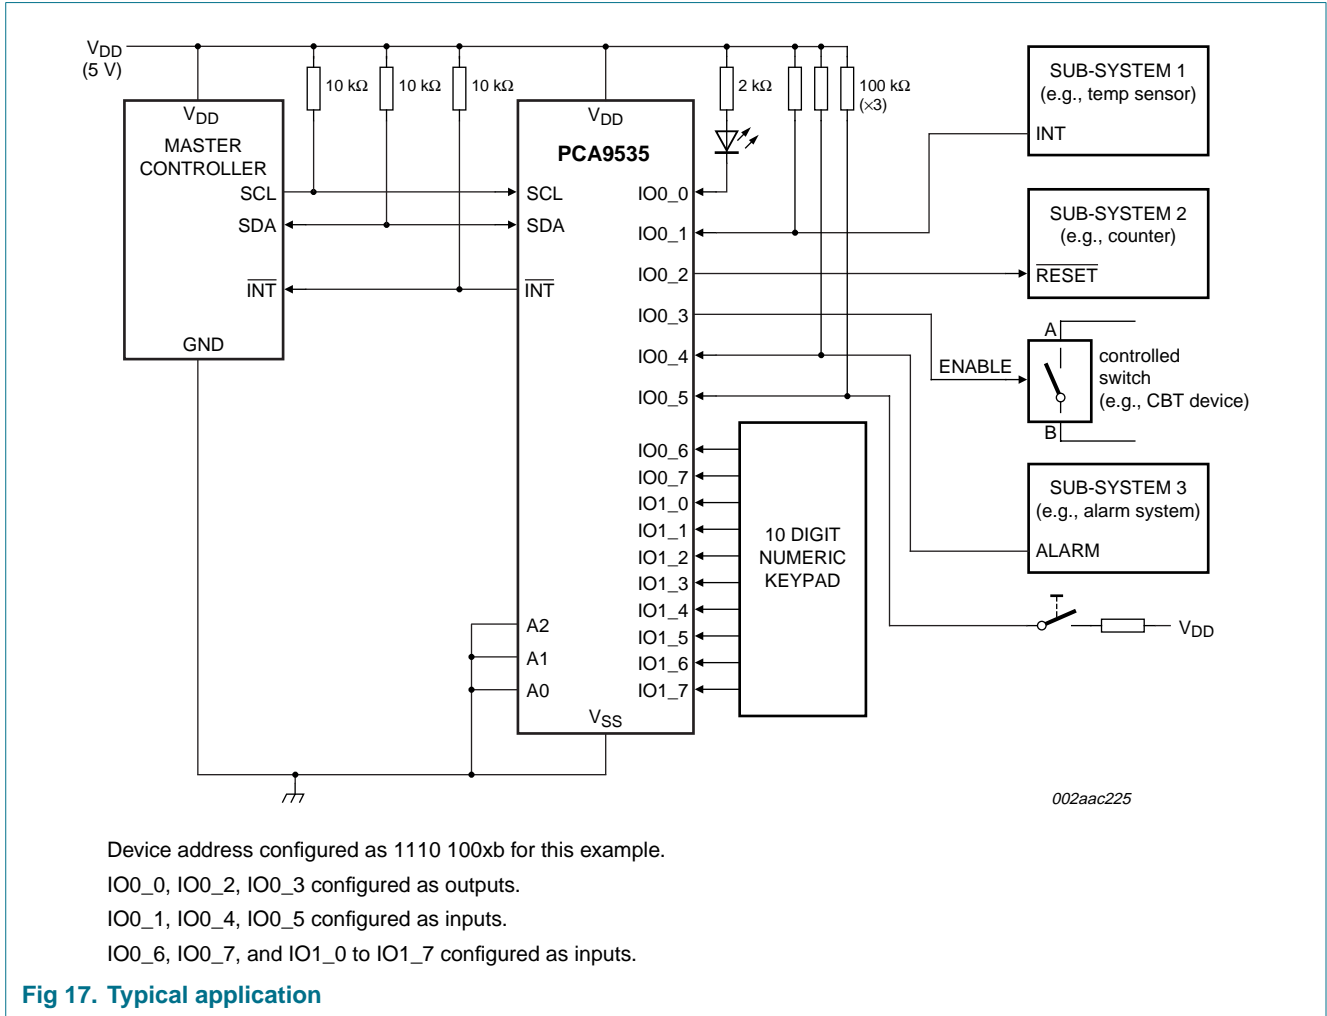 VDD
(5 V)
10 kΩ
10 kΩ
10 kΩ
2 kΩ
100 kΩ
(×3)
VDD
MASTER
CONTROLLER
SCL
SDA
INT
GND
VDD
PCA9535
SCL
SDA
INT
A2
A1
A0
VSS
IO0_0
IO0_1
IO0_2
IO0_3
IO0_4
IO0_5
IO0_6
IO0_7
IO1_0
IO1_1
IO1_2
IO1_3
IO1_4
IO1_5
IO1_6
IO1_7
10 DIGIT
NUMERIC
KEYPAD
SUB-SYSTEM 1
(e.g., temp sensor)
INT
SUB-SYSTEM 2
(e.g., counter)
RESET
A
ENABLE
B
controlled
switch
(e.g., CBT device)
SUB-SYSTEM 3
(e.g., alarm system)
ALARM
VDD
002aac225
Device address configured as 1110 100xb for this example.
IO0_0, IO0_2, IO0_3 configured as outputs.
IO0_1, IO0_4, IO0_5 configured as inputs.
IO0_6, IO0_7, and IO1_0 to IO1_7 configured as inputs.
Fig 17. Typical application